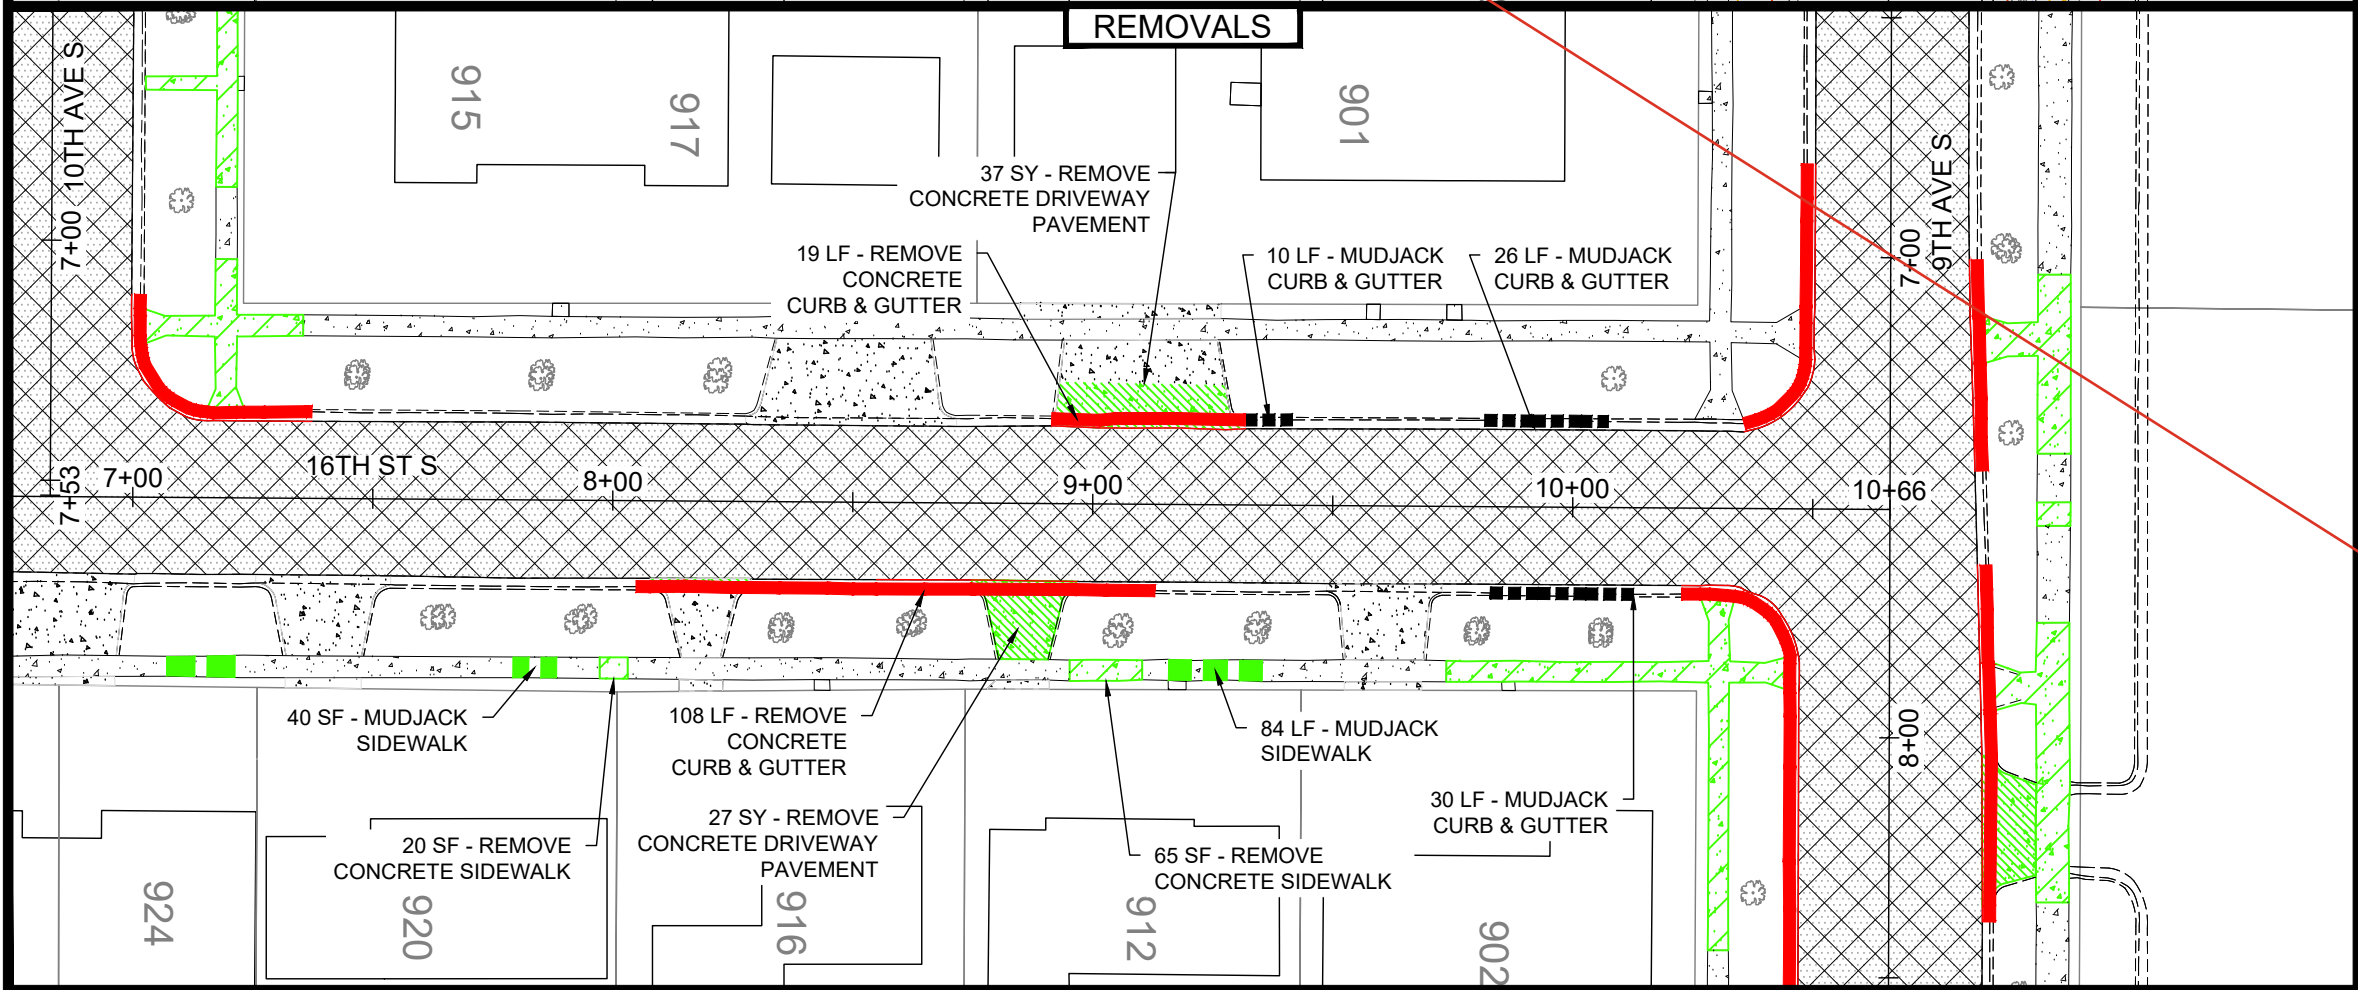 REMOVALS
10TH AVE S
7+00
7+53
915
917
901
37 SY - REMOVE
CONCRETE DRIVEWAY
PAVEMENT
19 LF - REMOVE
CONCRETE
CURB & GUTTER
10 LF - MUDJACK
CURB & GUTTER
26 LF - MUDJACK
CURB & GUTTER
9TH AVE S
7+00
8+00
16TH ST S
7+00
8+00
9+00
10+00
10+66
40 SF - MUDJACK
SIDEWALK
108 LF - REMOVE
CONCRETE
CURB & GUTTER
84 LF - MUDJACK
SIDEWALK
20 SF - REMOVE
CONCRETE SIDEWALK
27 SY - REMOVE
CONCRETE DRIVEWAY
PAVEMENT
65 SF - REMOVE
CONCRETE SIDEWALK
30 LF - MUDJACK
CURB & GUTTER
924
920
916
912
902